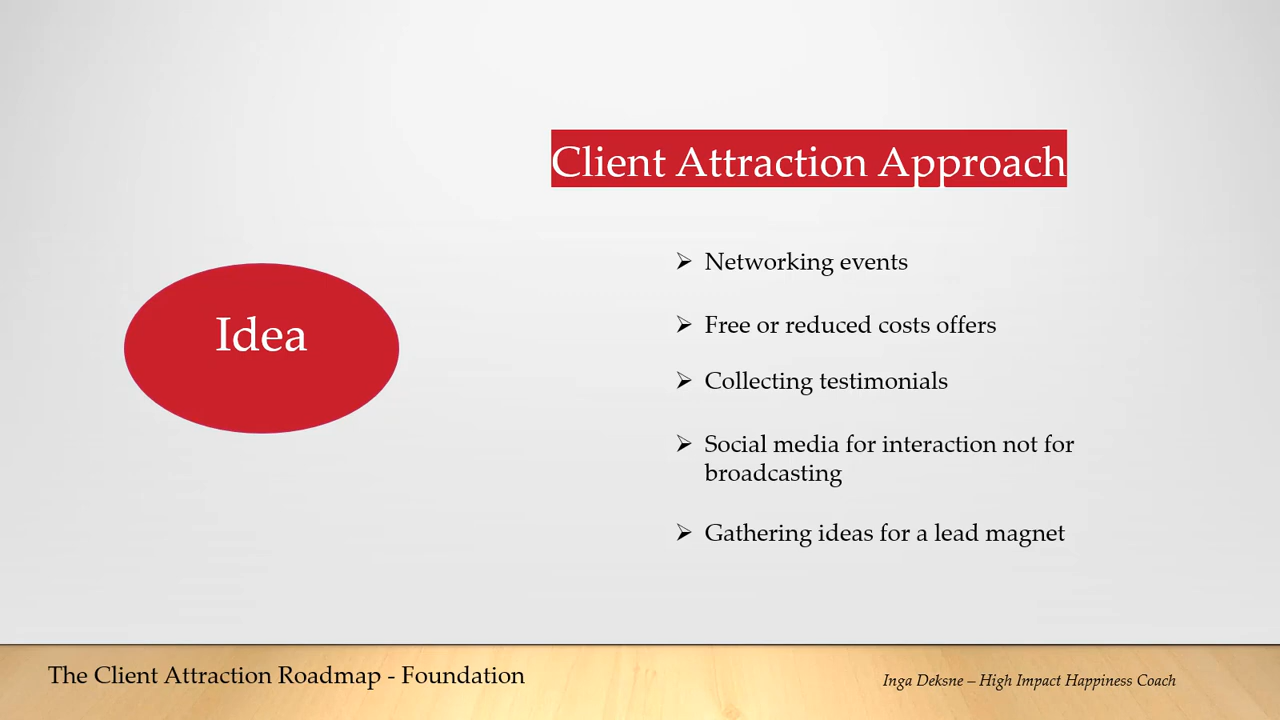 Client Attraction Approach
Idea
➢ Networking events
➢ Free or reduced costs offers
➢ Collecting testimonials
➢ Social media for interaction not for
broadcasting
➢ Gathering ideas for a lead magnet
The Client Attraction Roadmap - Foundation
Inga Deksne – High Impact Happiness Coach